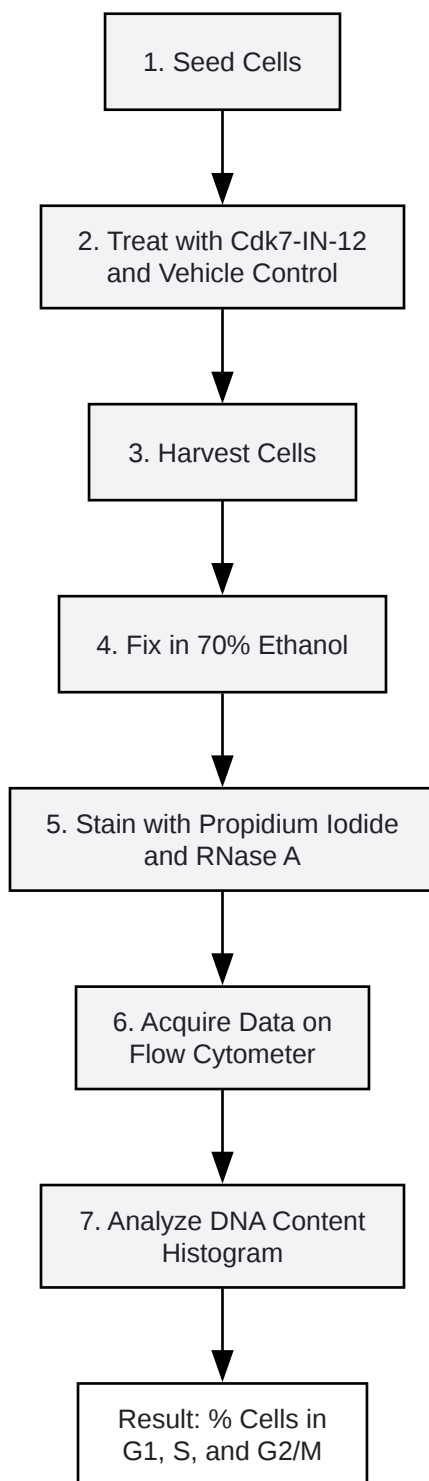 1. Seed Cells
2. Treat with Cdk7-IN-12
and Vehicle Control
3. Harvest Cells
4. Fix in 70% Ethanol
5. Stain with Propidium Iodide
and RNase A
6. Acquire Data on
Flow Cytometer
7. Analyze DNA Content
Histogram
Result: % Cells in
G1, S, and G2/M